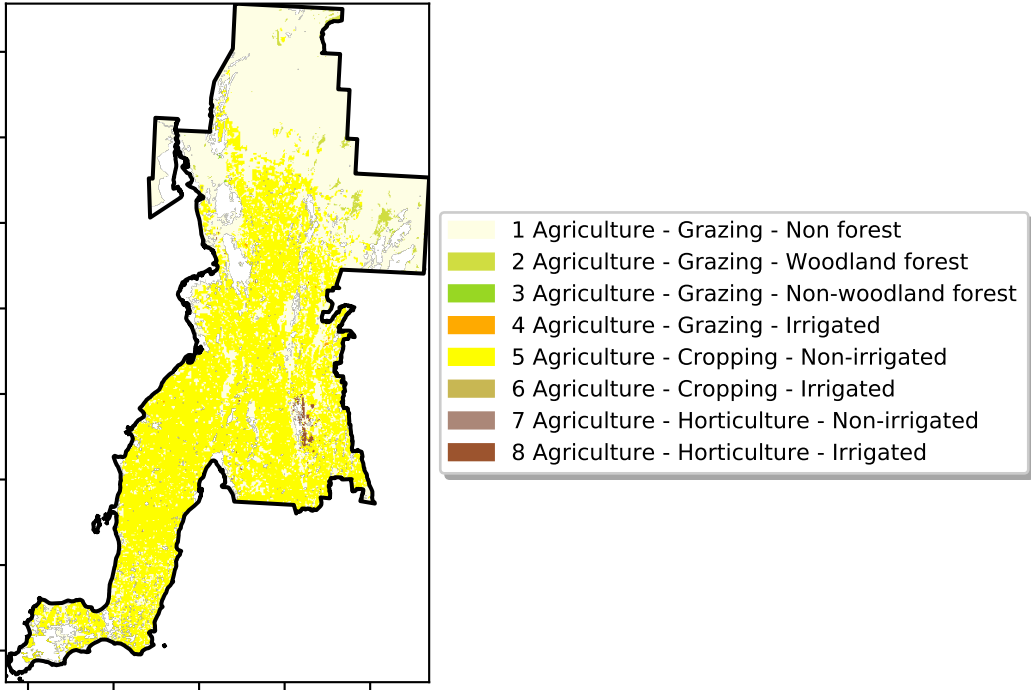 1 Agriculture - Grazing - Non forest
2 Agriculture - Grazing - Woodland forest
3 Agriculture - Grazing - Non-woodland forest
4 Agriculture - Grazing - Irrigated
5 Agriculture - Cropping - Non-irrigated
6 Agriculture - Cropping - Irrigated
7 Agriculture - Horticulture - Non-irrigated
8 Agriculture - Horticulture - Irrigated